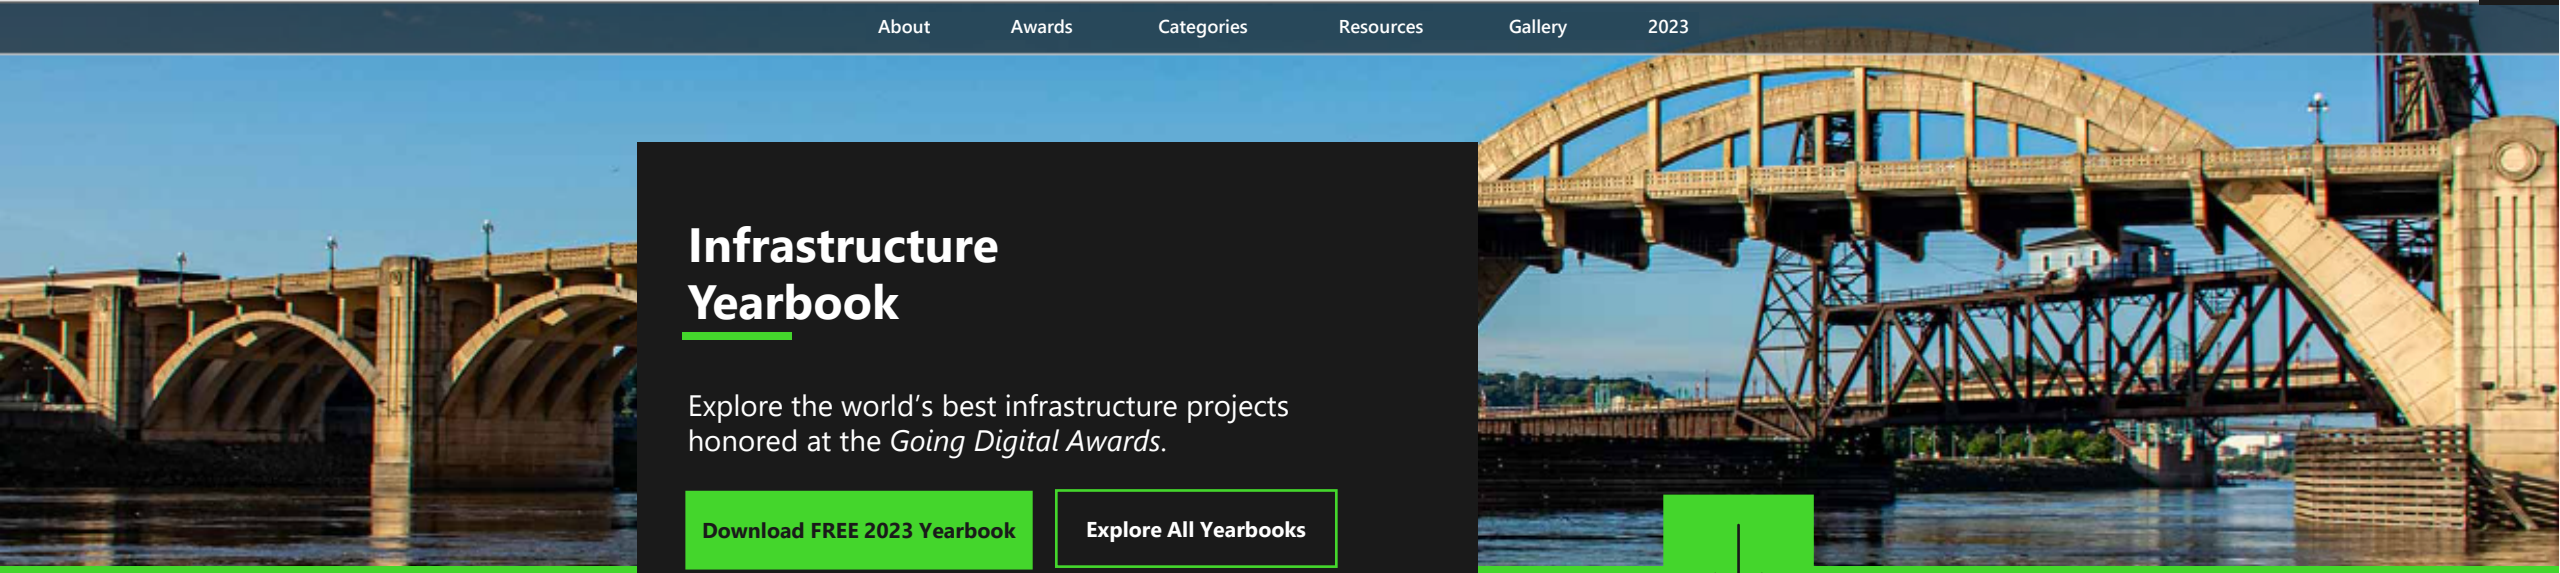 About
Awards
Categories
Resources
Gallery
2023
Infrastructure
Yearbook
Explore the world’s best infrastructure projects
honored at the Going Digital Awards.
Download FREE 2023 Yearbook
Explore All Yearbooks